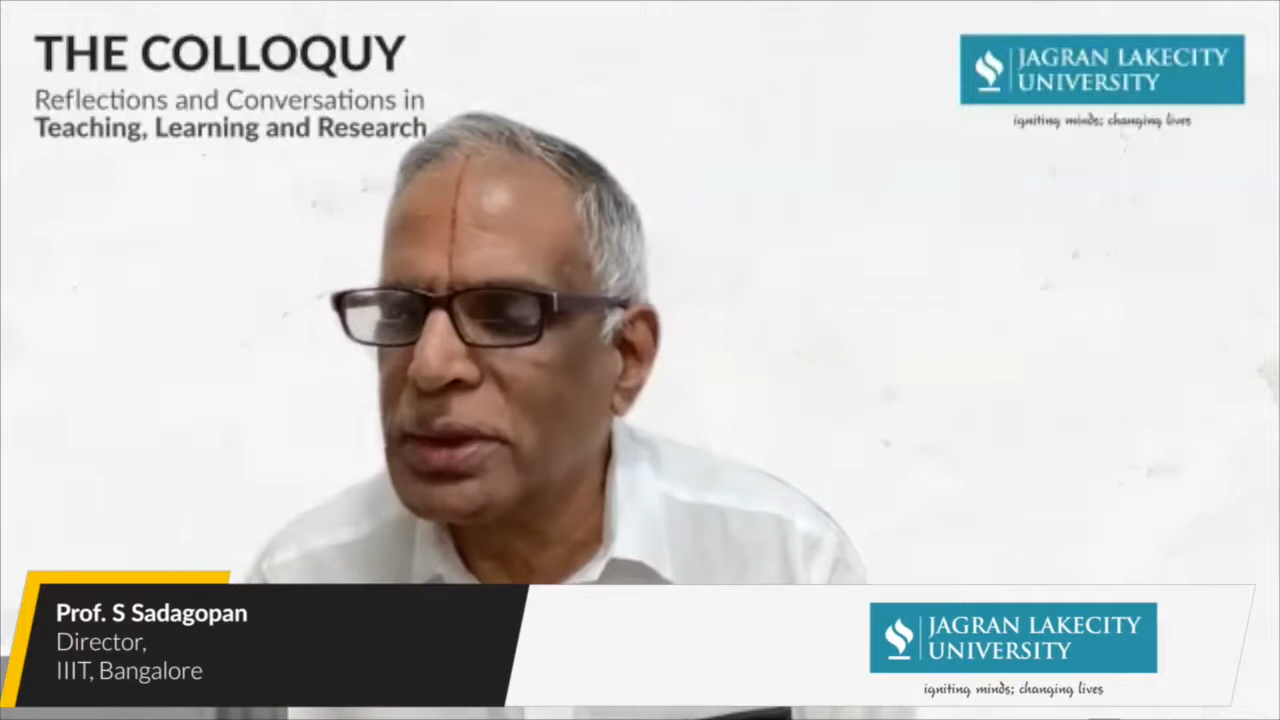 THE COLLOQUY
Reflections and Conversations in
Teaching, Learning and Research
JAGRAN LAKECITY
UNIVERSITY
igniting minds; changing lives
Prof. S Sadagopan
Director,
IIIT, Bangalore
JAGRAN LAKECITY
UNIVERSITY
igniting minds; changing lives